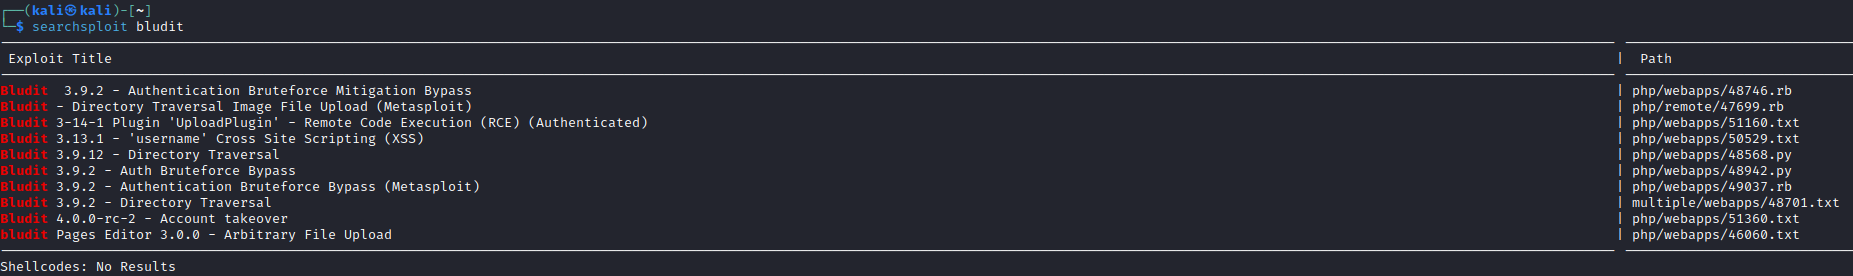 ┌──(kali㉿kali)-[~]
└─$ searchsploit bludit
Exploit Title | Path
Bludit  3.9.2 - Authentication Bruteforce Mitigation Bypass | php/webapps/48746.rb
Bludit - Directory Traversal Image File Upload (Metasploit) | php/remote/47699.rb
Bludit 3-14-1 Plugin 'UploadPlugin' - Remote Code Execution (RCE) (Authenticated) | php/webapps/51160.txt
Bludit 3.13.1 - 'username' Cross Site Scripting (XSS) | php/webapps/50529.txt
Bludit 3.9.12 - Directory Traversal | php/webapps/48568.py
Bludit 3.9.2 - Auth Bruteforce Bypass | php/webapps/48942.py
Bludit 3.9.2 - Authentication Bruteforce Bypass (Metasploit) | php/webapps/49037.rb
Bludit 3.9.2 - Directory Traversal | multiple/webapps/48701.txt
Bludit 4.0.0-rc-2 - Account takeover | php/webapps/51360.txt
bludit Pages Editor 3.0.0 - Arbitrary File Upload | php/webapps/46060.txt
Shellcodes: No Results